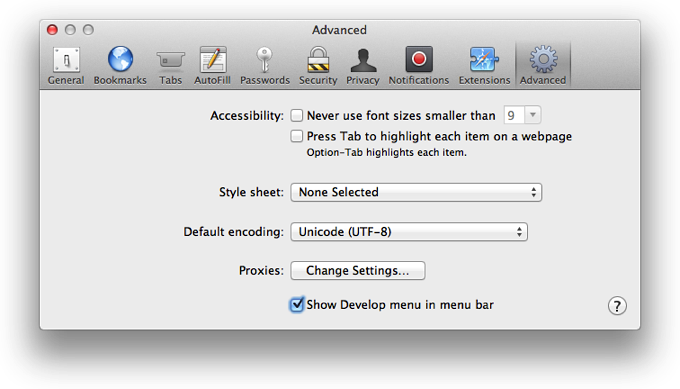 Advanced
General Bookmarks Tabs AutoFill Passwords Security Privacy Notifications Extensions Advanced
Accessibility: Never use font sizes smaller than 9
Press Tab to highlight each item on a webpage
Option-Tab highlights each item.
Style sheet: None Selected
Default encoding: Unicode (UTF-8)
Proxies: Change Settings...
Show Develop menu in menu bar ?